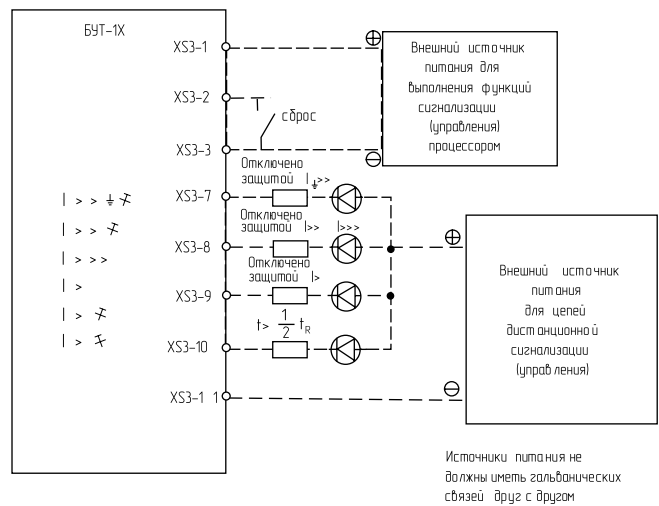 БУТ-1Х
XS3-1
XS3-2
сброс
XS3-3
Внешний источник
питания для
выполнения функций
сигнализации
(управления)
процессором
Отключено
защитой I⏚>>
XS3-7
I > > ⏚
Отключено
защитой I>> I>>>
XS3-8
I > >
I > > >
Отключено
защитой I>
XS3-9
I >
t> 1/2 tR
I >
XS3-10
I >
XS3-1 1
Внешний источник
питания
для цепей
дистанционной
сигнализации
(управления)
Источники питания не
должны иметь гальванических
связей друг с другом